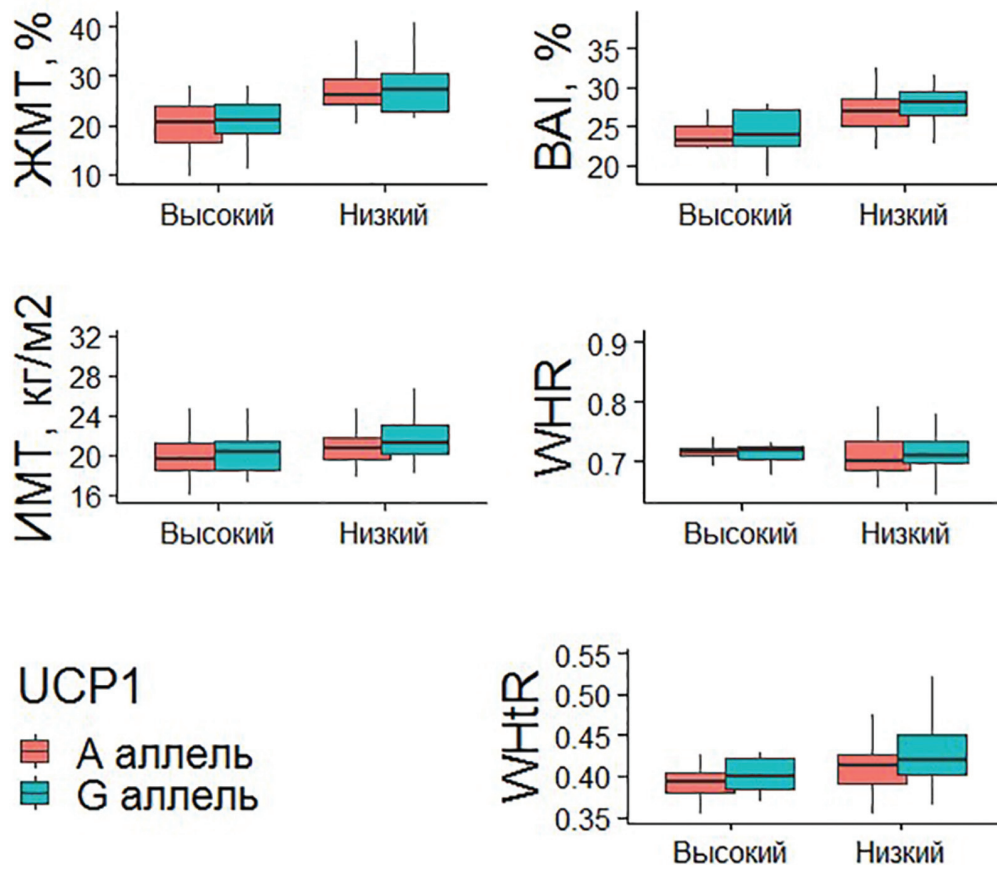 ЖМТ, %
40
30
20
10
Высокий Низкий
BAI, %
35
30
25
20
Высокий Низкий
ИМТ, кг/м2
32
28
24
20
16
Высокий Низкий
WHR
0.9
0.8
0.7
Высокий Низкий
UCP1
А аллель
G аллель
WHtR
0.55
0.50
0.45
0.40
0.35
Высокий Низкий